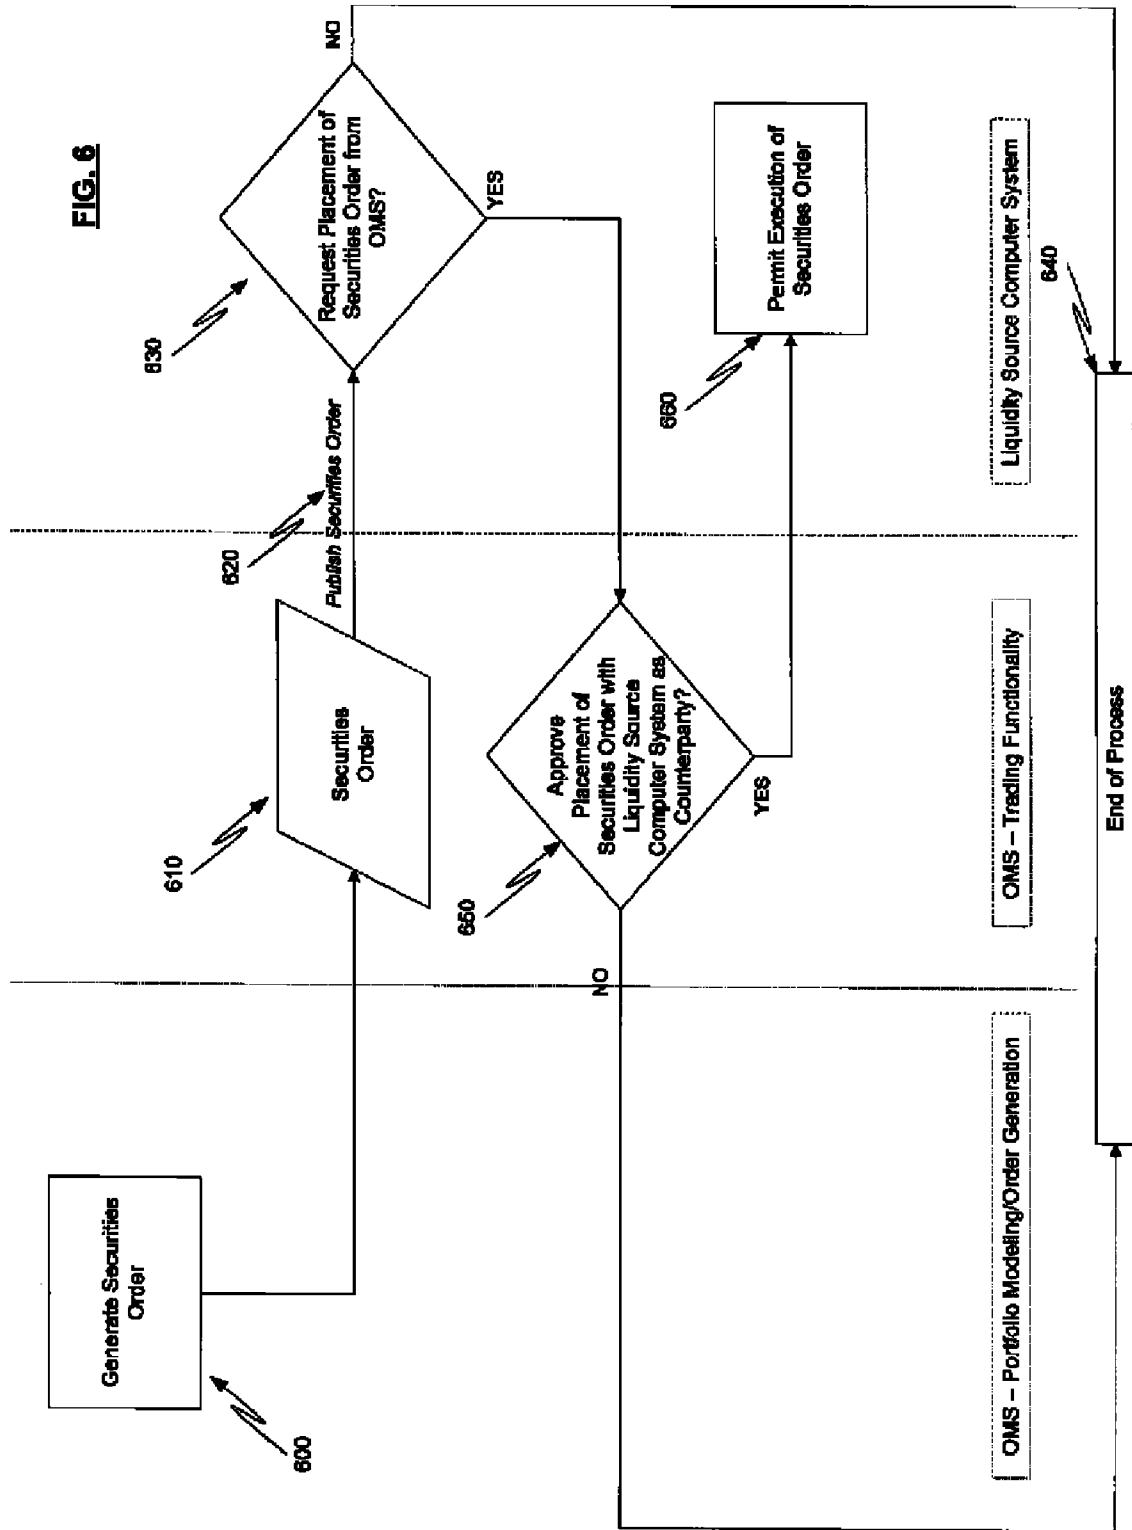 FIG. 6
600
Generate Securities
Order
610
Securities
Order
620
Publish Securities Order
630
Request Placement of
Securities Order from
OMS?
NO
YES
650
Approve
Placement of
Securities Order with
Liquidity Source
Computer System as
Counterparty?
NO
YES
660
Permit Execution of
Securities Order
OMS – Portfolio Modeling/Order Generation
OMS – Trading Functionality
Liquidity Source Computer System
640
End of Process